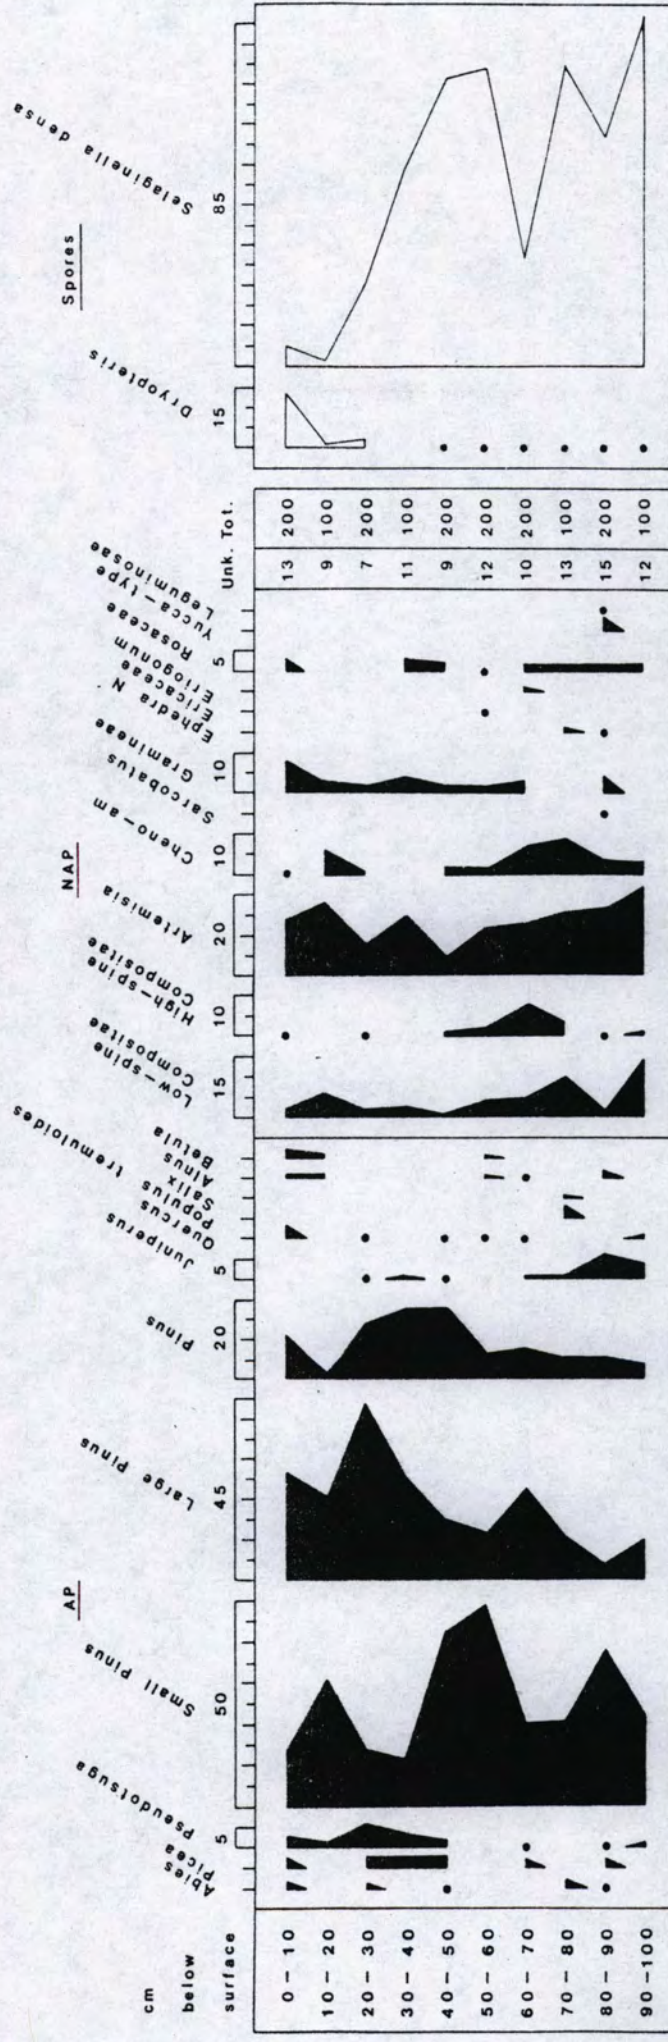 AP
NAP
Spores
cm
below
surface
Abies
Picea
Pseudotsuga
Small Pinus
Large Pinus
Pinus
Juniperus
Quercus
Populus tremuloides
Salix
Alnus
Betula
Low-spine
Compositae
High-spine
Compositae
Artemisia
Cheno-am
Sarcobatus
Gramineae
Ephedra N
Ericaceae
Eriogonum
Rosaceae
Yucca-type
Leguminosae
Dryopteris
Selaginella densa
5 50 45 20 5 15 10 20 10 10 5 Unk. Tot. 15 85
0-10 13 200
10-20 9 100
20-30 7 200
30-40 11 100
40-50 9 200
50-60 12 200
60-70 10 200
70-80 13 100
80-90 15 200
90-100 12 100